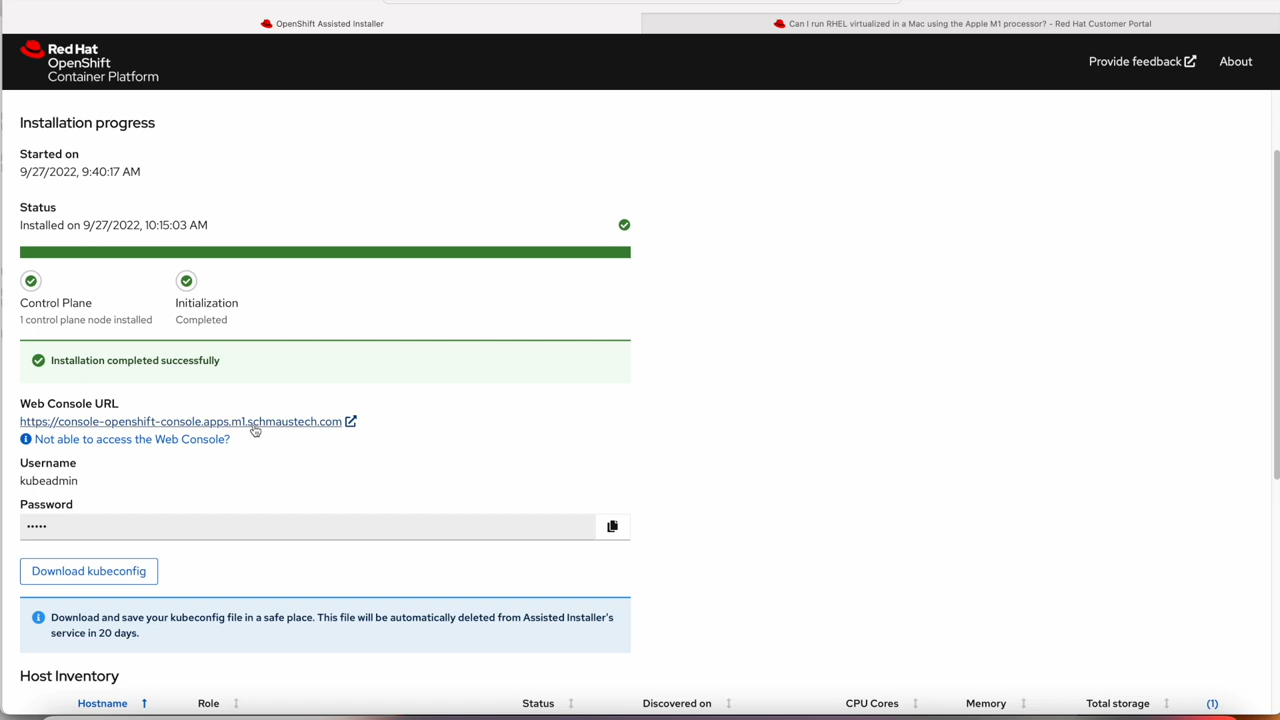 OpenShift Assisted Installer
Can I run RHEL virtualized in a Mac using the Apple M1 processor? - Red Hat Customer Portal
Red Hat
OpenShift
Container Platform
Provide feedback
About
Installation progress
Started on
9/27/2022, 9:40:17 AM
Status
Installed on 9/27/2022, 10:15:03 AM
Control Plane
1 control plane node installed
Initialization
Completed
Installation completed successfully
Web Console URL
https://console-openshift-console.apps.m1.schmaustech.com
Not able to access the Web Console?
Username
kubeadmin
Password
•••••
Download kubeconfig
Download and save your kubeconfig file in a safe place. This file will be automatically deleted from Assisted Installer's
service in 20 days.
Host Inventory
Hostname Role Status Discovered on CPU Cores Memory Total storage (1)